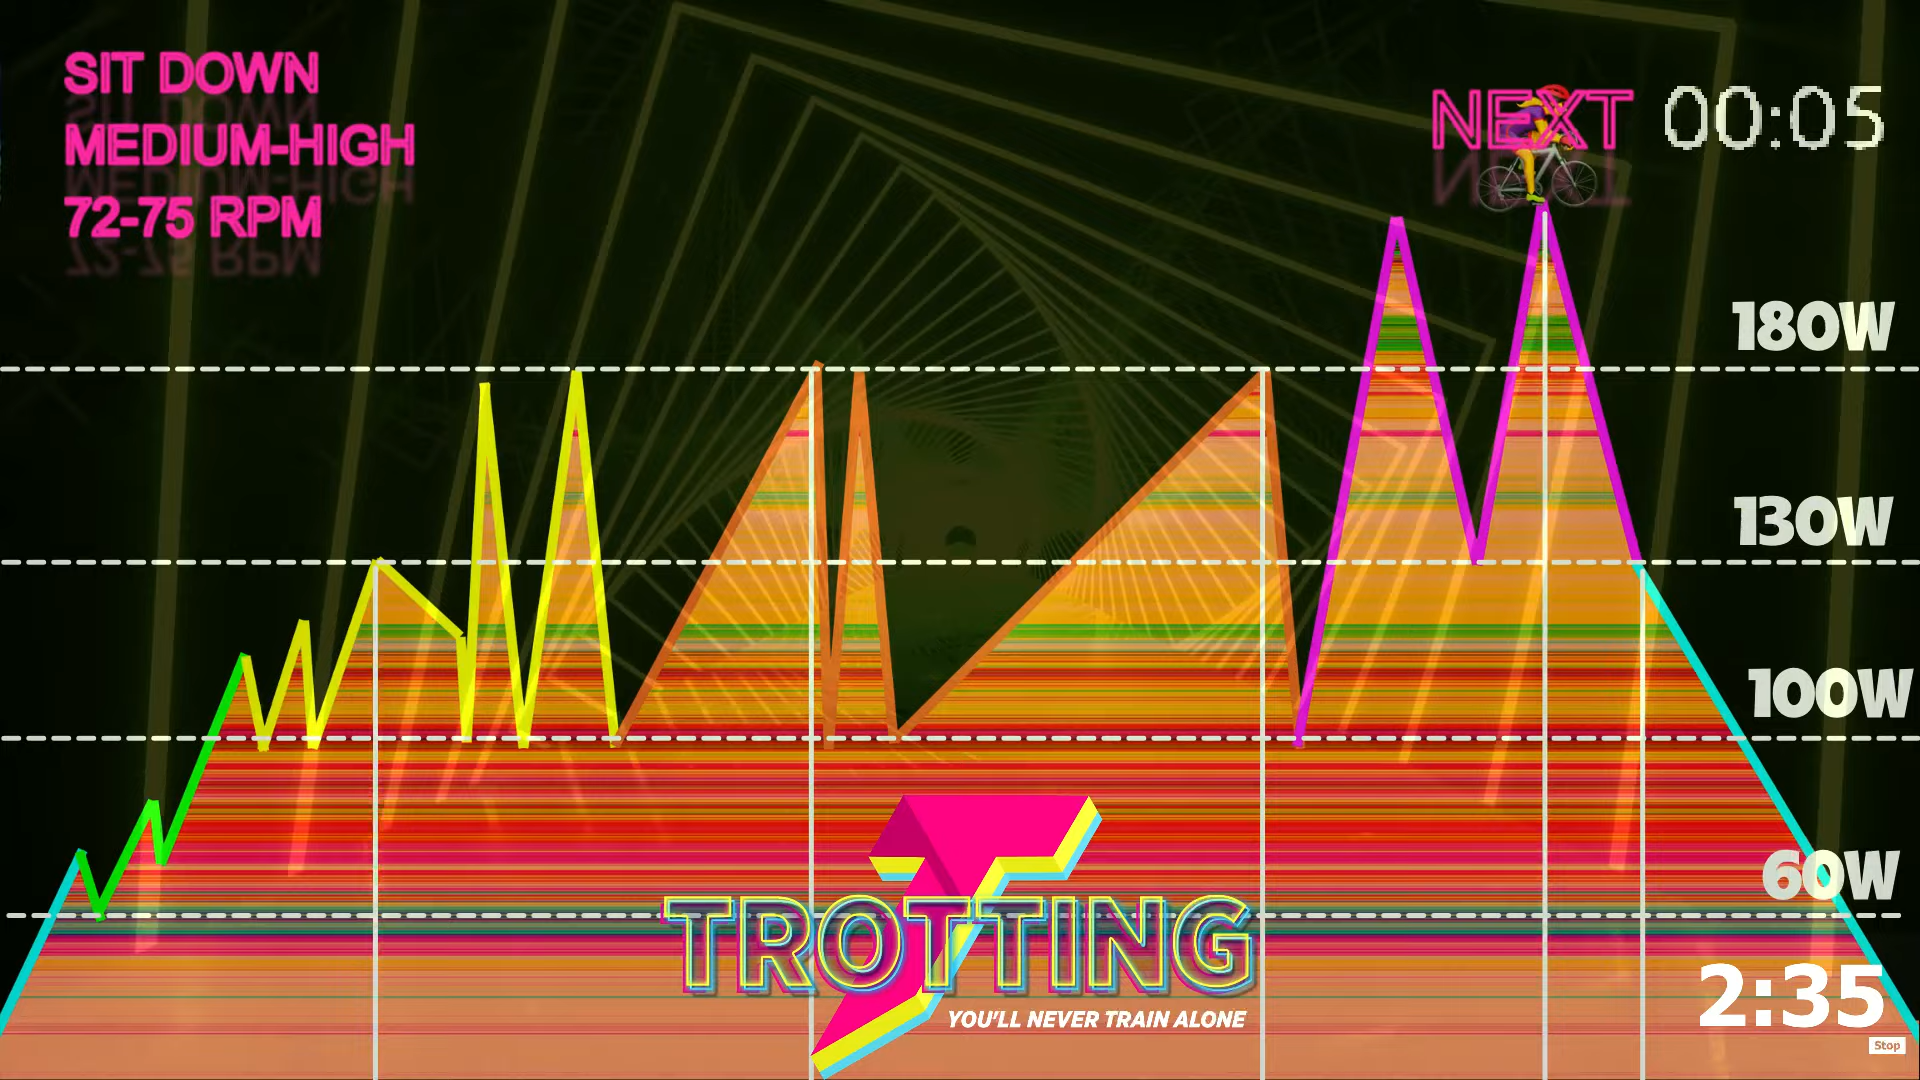 SIT DOWN
MEDIUM-HIGH
72-75 RPM
NEXT 00:05
180W
130W
100W
60W
TROTTING
YOU'LL NEVER TRAIN ALONE
2:35
Stop